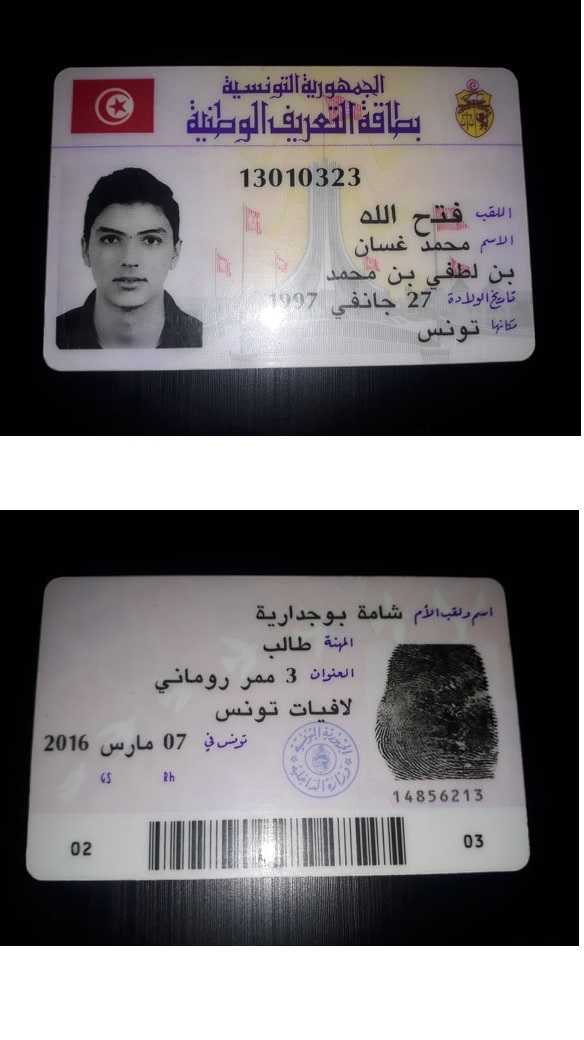 الجمهورية التونسية
بطاقة التعريف الوطنية
13010323
اللقب فتح الله
الاسم محمد غسان
بن لطفي بن محمد
تاريخ الولادة 27 جانفي 1997
مكانها تونس
اسم ولقب الأم شامة بوجدارية
المهنة طالب
العنوان 3 ممر روماني
لافيات تونس
تونس في 07 مارس 2016
GS Rh
وزارة الداخلية
14856213
02 03